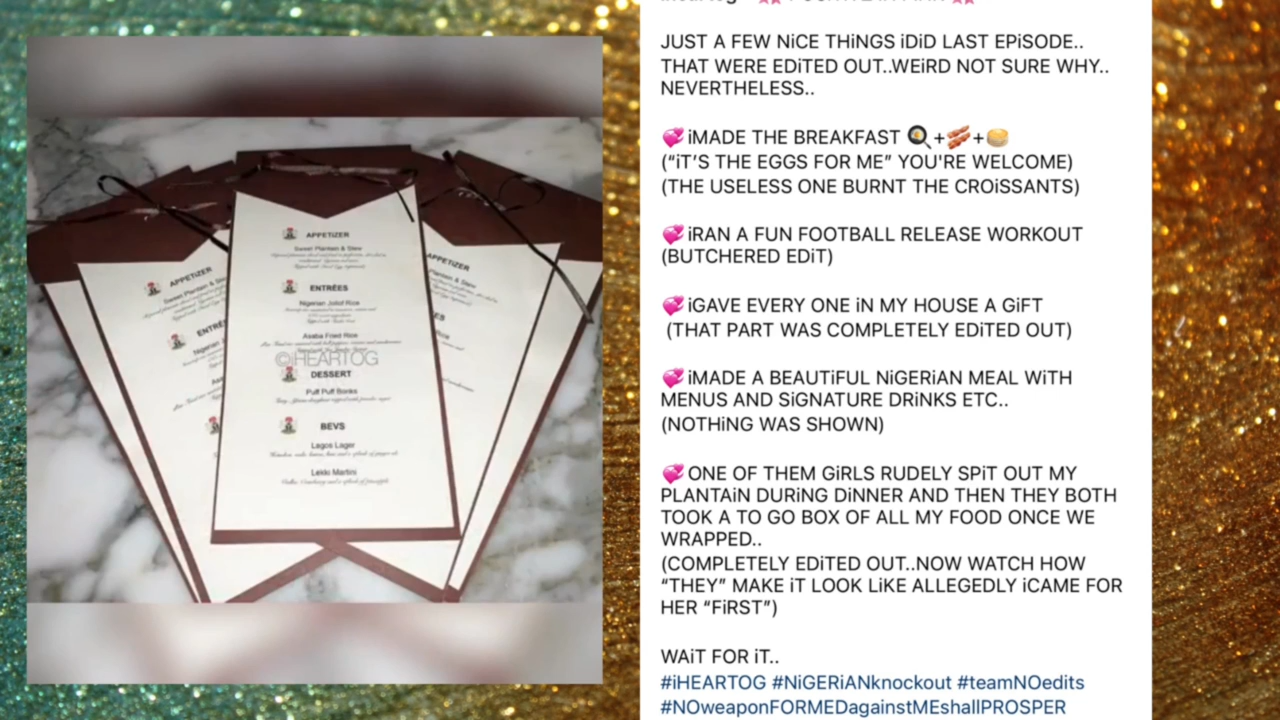 APPETIZER
Sweet Plantain & Stew
ENTRÉES
Nigerian Jollof Rice
Asaba Fried Rice
©iHEARTOG
DESSERT
Puff Puff Bonks
BEVS
Lagos Lager
Lekki Martini
APPETIZER
APPETIZER
JUST A FEW NiCE THiNGS iDiD LAST EPiSODE..
THAT WERE EDiTED OUT..WEiRD NOT SURE WHY..
NEVERTHELESS..
💞 iMADE THE BREAKFAST 🍳+🥓+🥞
(“iT’S THE EGGS FOR ME” YOU'RE WELCOME)
(THE USELESS ONE BURNT THE CROiSSANTS)
💞 iRAN A FUN FOOTBALL RELEASE WORKOUT
(BUTCHERED EDiT)
💞 iGAVE EVERY ONE iN MY HOUSE A GiFT
(THAT PART WAS COMPLETELY EDiTED OUT)
💞 iMADE A BEAUTiFUL NiGERiAN MEAL WiTH
MENUS AND SiGNATURE DRiNKS ETC..
(NOTHiNG WAS SHOWN)
💞 ONE OF THEM GiRLS RUDELY SPiT OUT MY
PLANTAiN DURiNG DiNNER AND THEN THEY BOTH
TOOK A TO GO BOX OF ALL MY FOOD ONCE WE
WRAPPED..
(COMPLETELY EDiTED OUT..NOW WATCH HOW
“THEY” MAKE iT LOOK LiKE ALLEGEDLY iCAME FOR
HER “FiRST”)
WAiT FOR iT..
#iHEARTOG #NiGERiANknockout #teamNOedits
#NOweaponFORMEDagainstMEshallPROSPER